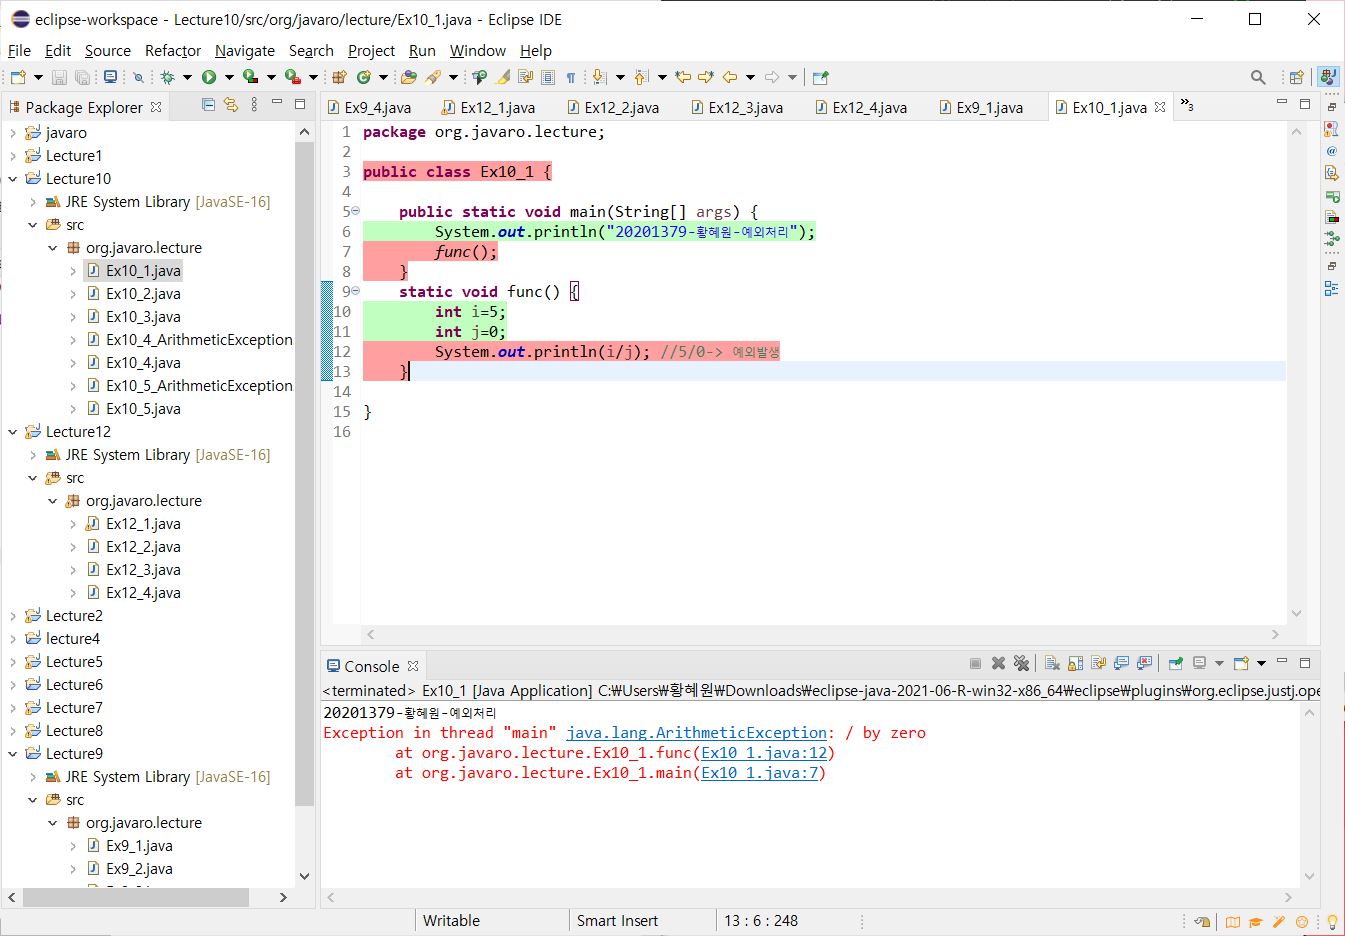 eclipse-workspace - Lecture10/src/org/javaro/lecture/Ex10_1.java - Eclipse IDE
File Edit Source Refactor Navigate Search Project Run Window Help
Package Explorer
javaro
Lecture1
Lecture10
JRE System Library [JavaSE-16]
src
org.javaro.lecture
Ex10_1.java
Ex10_2.java
Ex10_3.java
Ex10_4_ArithmeticException
Ex10_4.java
Ex10_5_ArithmeticException
Ex10_5.java
Lecture12
JRE System Library [JavaSE-16]
src
org.javaro.lecture
Ex12_1.java
Ex12_2.java
Ex12_3.java
Ex12_4.java
Lecture2
lecture4
Lecture5
Lecture6
Lecture7
Lecture8
Lecture9
JRE System Library [JavaSE-16]
src
org.javaro.lecture
Ex9_1.java
Ex9_2.java
Ex9_4.java Ex12_1.java Ex12_2.java Ex12_3.java Ex12_4.java Ex9_1.java Ex10_1.java »3
1 package org.javaro.lecture;
2
3 public class Ex10_1 {
4
5 public static void main(String[] args) {
6 System.out.println("20201379-황혜원-예외처리");
7 func();
8 }
9 static void func() {
10 int i=5;
11 int j=0;
12 System.out.println(i/j); //5/0-> 예외발생
13 }
14
15 }
16
Console
<terminated> Ex10_1 [Java Application] C:₩Users₩황혜원₩Downloads₩eclipse-java-2021-06-R-win32-x86_64₩eclipse₩plugins₩org.eclipse.justj.ope
20201379-황혜원-예외처리
Exception in thread "main" java.lang.ArithmeticException: / by zero
at org.javaro.lecture.Ex10_1.func(Ex10_1.java:12)
at org.javaro.lecture.Ex10_1.main(Ex10_1.java:7)
Writable Smart Insert 13 : 6 : 248